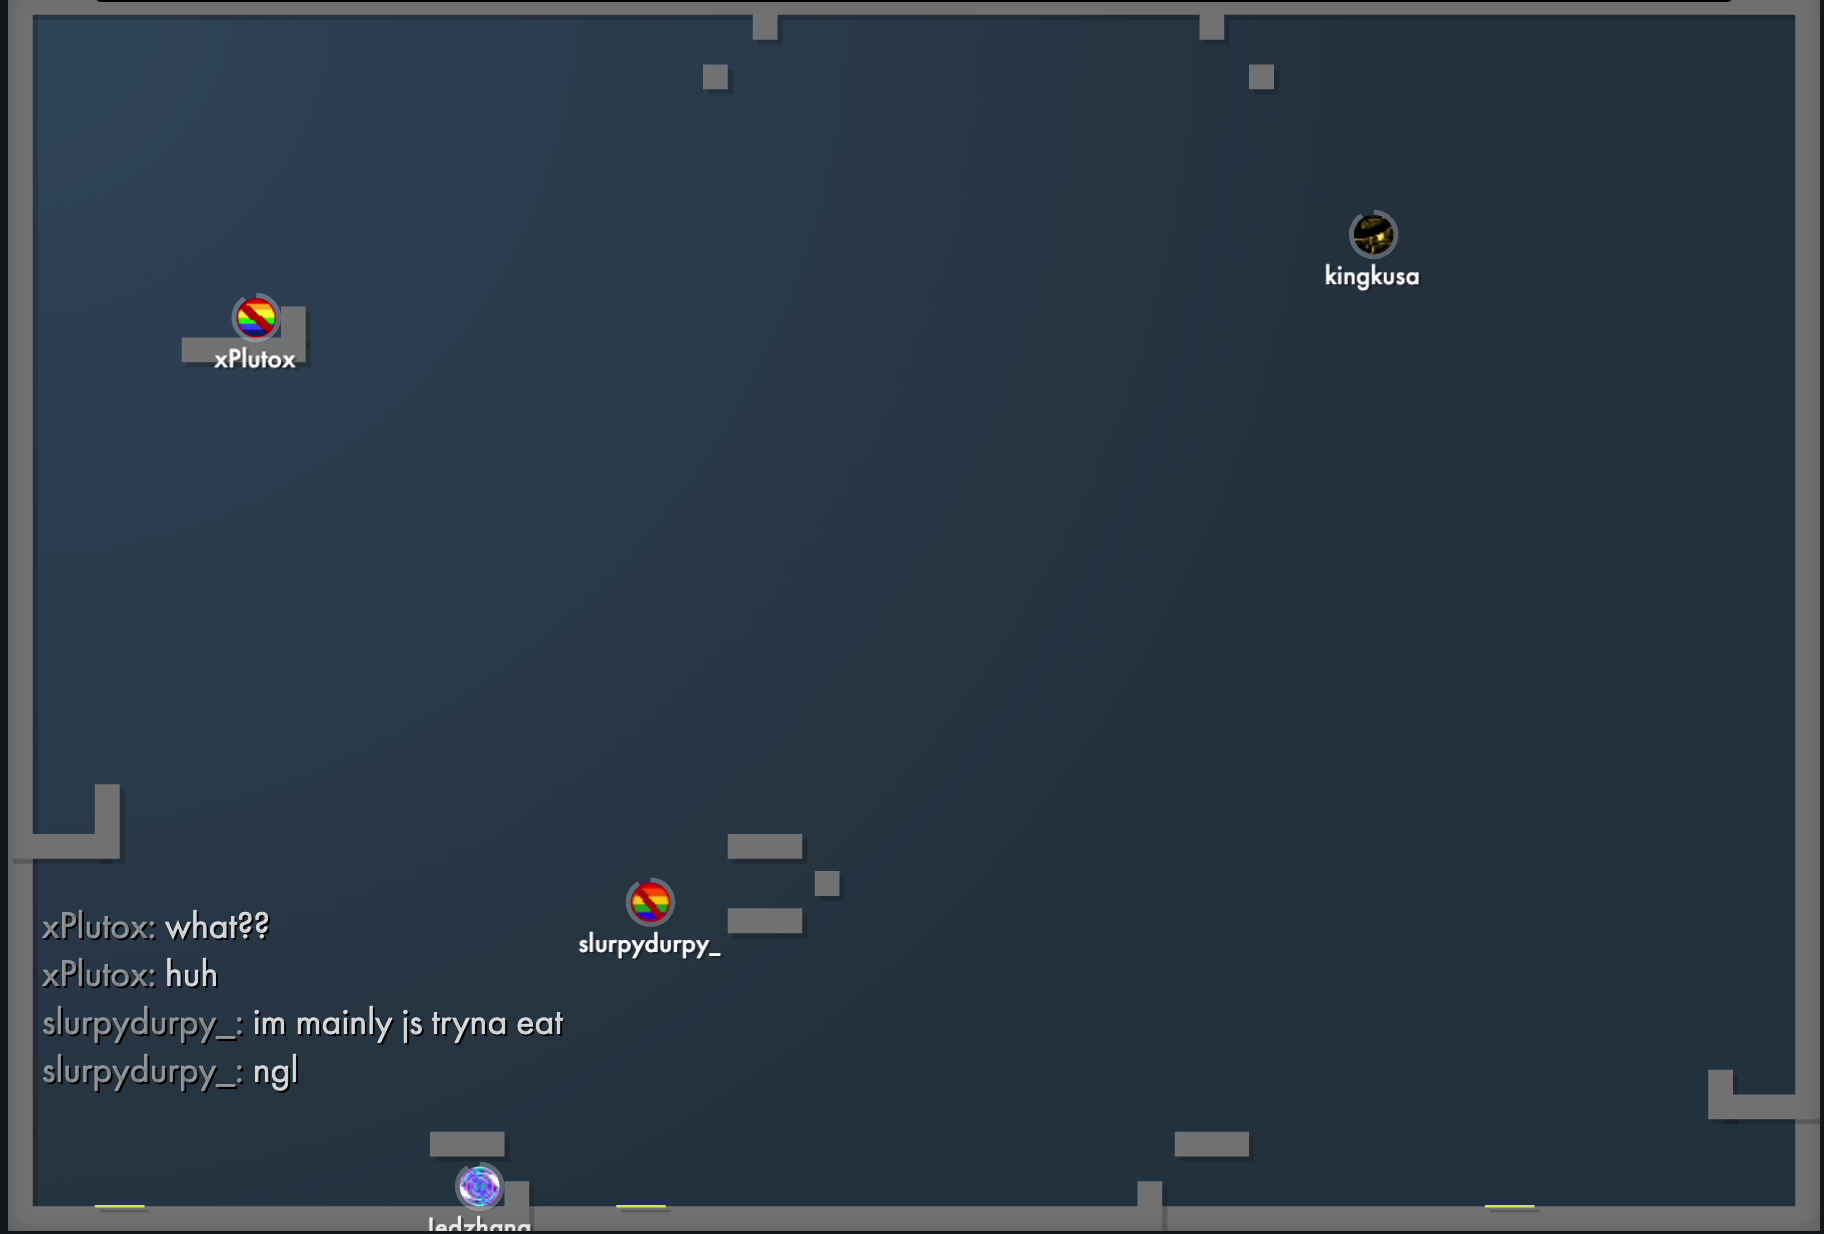 kingkusa
xPlutox
slurpydurpy_
xPlutox: what??
xPlutox: huh
slurpydurpy_: im mainly js tryna eat
slurpydurpy_: ngl